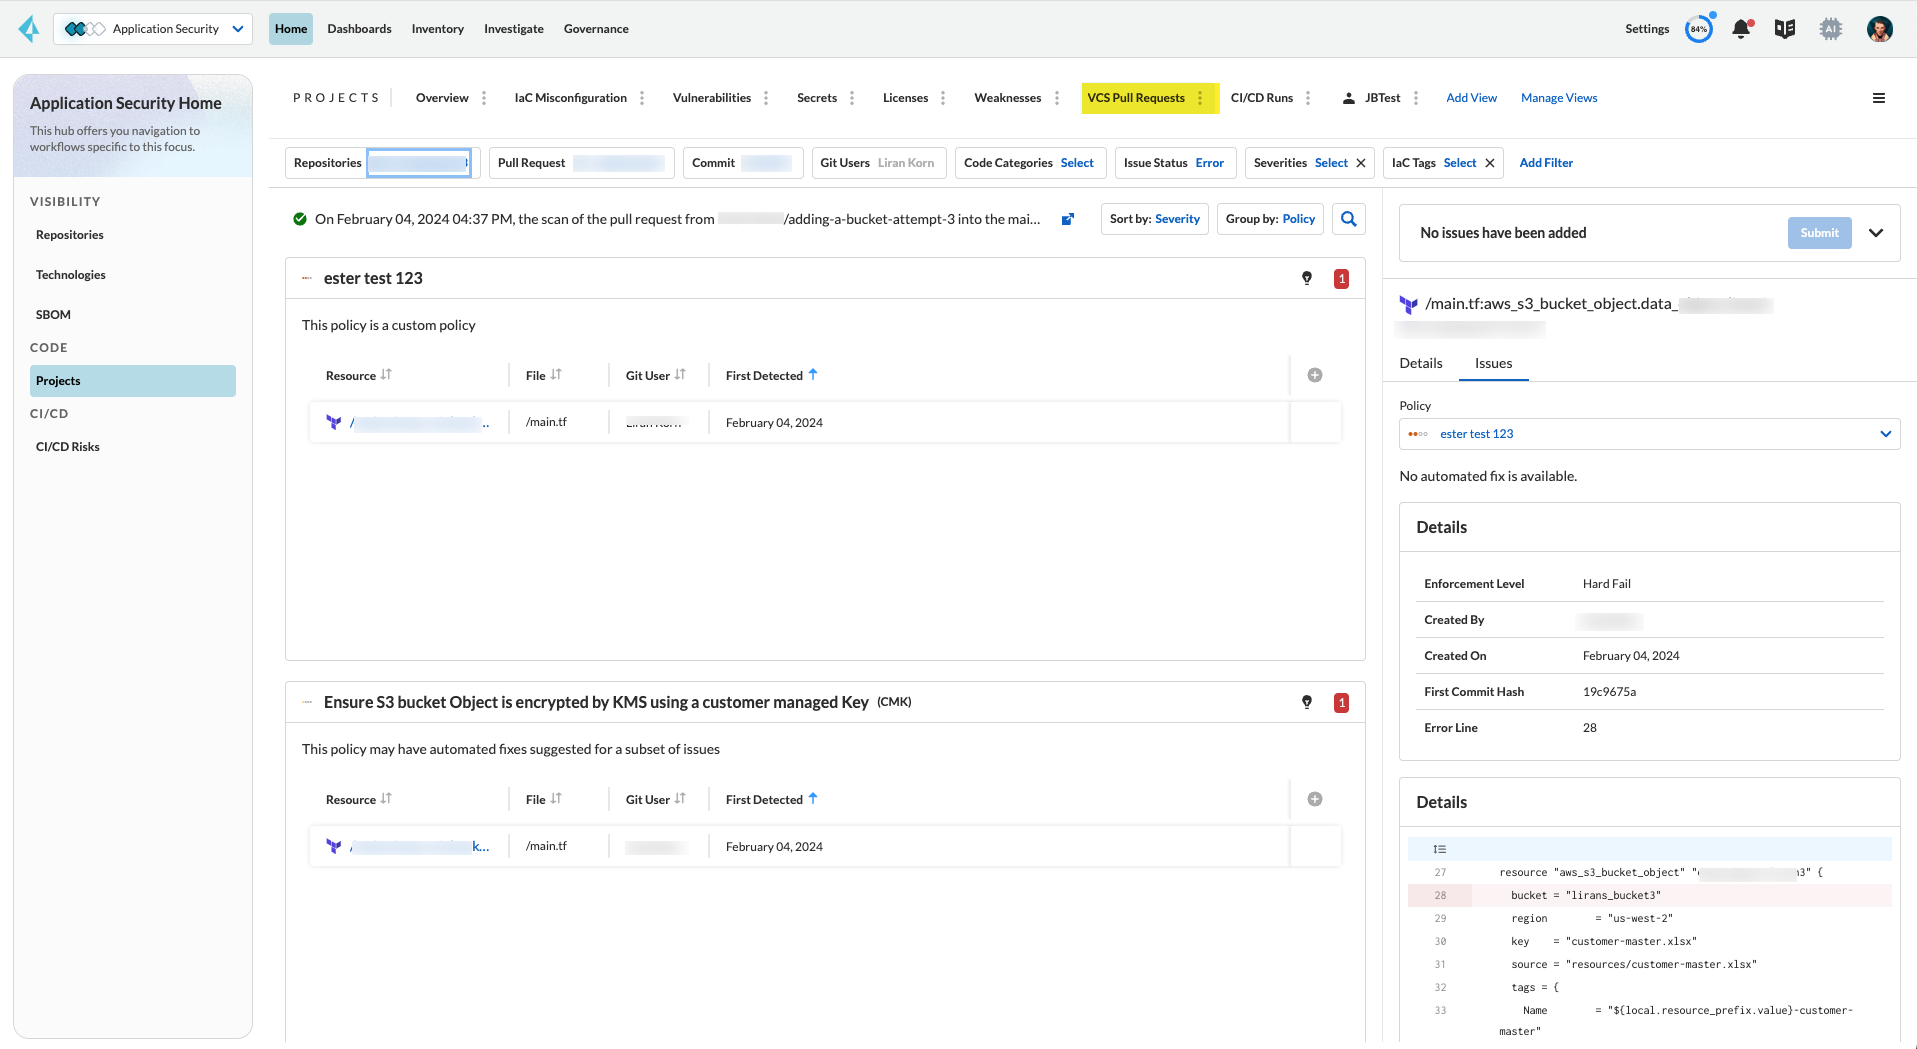 Application Security
Home
Dashboards
Inventory
Investigate
Governance
Settings
84%
AI
Application Security Home
This hub offers you navigation to
workflows specific to this focus.
VISIBILITY
Repositories
Technologies
SBOM
CODE
Projects
CI/CD
CI/CD Risks
PROJECTS
Overview
IaC Misconfiguration
Vulnerabilities
Secrets
Licenses
Weaknesses
VCS Pull Requests
CI/CD Runs
JBTest
Add View
Manage Views
Repositories
Pull Request
Commit
Git Users Liran Korn
Code Categories Select
Issue Status Error
Severities Select
IaC Tags Select
Add Filter
On February 04, 2024 04:37 PM, the scan of the pull request from /adding-a-bucket-attempt-3 into the mai...
Sort by: Severity
Group by: Policy
ester test 123
1
This policy is a custom policy
Resource File Git User First Detected
/ .. /main.tf Liran Korn February 04, 2024
Ensure S3 bucket Object is encrypted by KMS using a customer managed Key (CMK)
1
This policy may have automated fixes suggested for a subset of issues
Resource File Git User First Detected
/ k... /main.tf February 04, 2024
No issues have been added
Submit
/main.tf:aws_s3_bucket_object.data_
Details
Issues
Policy
ester test 123
No automated fix is available.
Details
Enforcement Level Hard Fail
Created By
Created On February 04, 2024
First Commit Hash 19c9675a
Error Line 28
Details
27 resource "aws_s3_bucket_object" " 3" {
28 bucket = "lirans_bucket3"
29 region = "us-west-2"
30 key = "customer-master.xlsx"
31 source = "resources/customer-master.xlsx"
32 tags = {
33 Name = "${local.resource_prefix.value}-customer-
master"